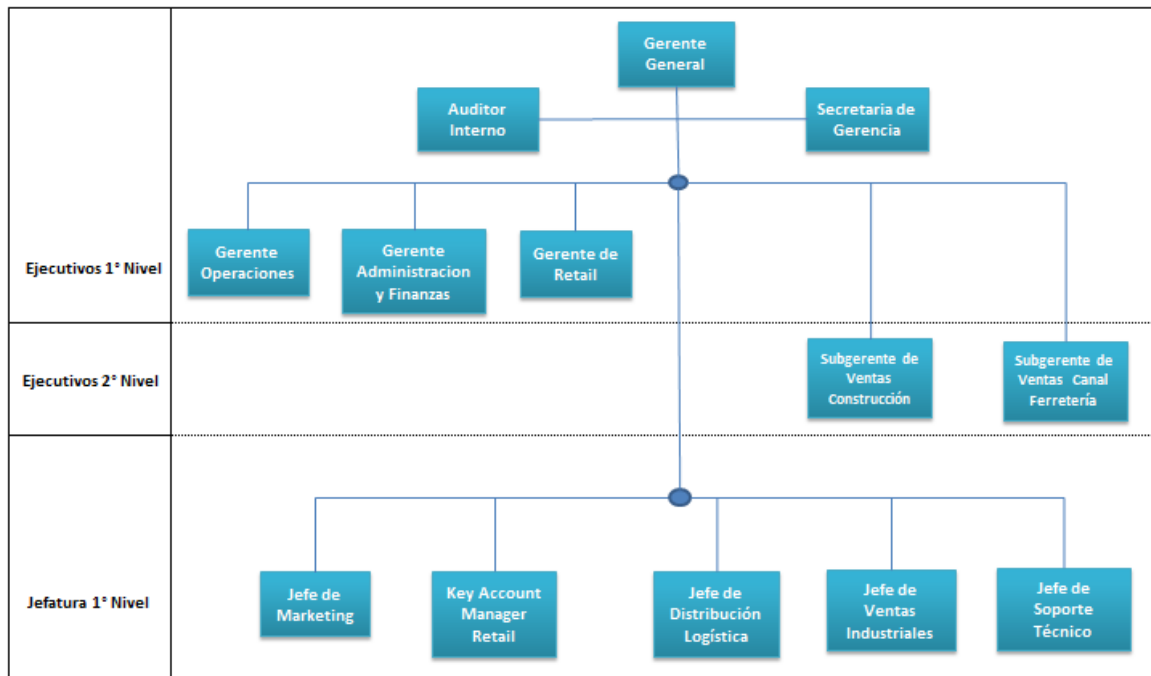 Gerente
General
Auditor
Interno
Secretaria de
Gerencia
Ejecutivos 1° Nivel
Gerente
Operaciones
Gerente
Administracion
y Finanzas
Gerente de
Retail
Ejecutivos 2° Nivel
Subgerente de
Ventas
Construcción
Subgerente de
Ventas Canal
Ferretería
Jefatura 1° Nivel
Jefe de
Marketing
Key Account
Manager
Retail
Jefe de
Distribución
Logística
Jefe de
Ventas
Industriales
Jefe de
Soporte
Técnico